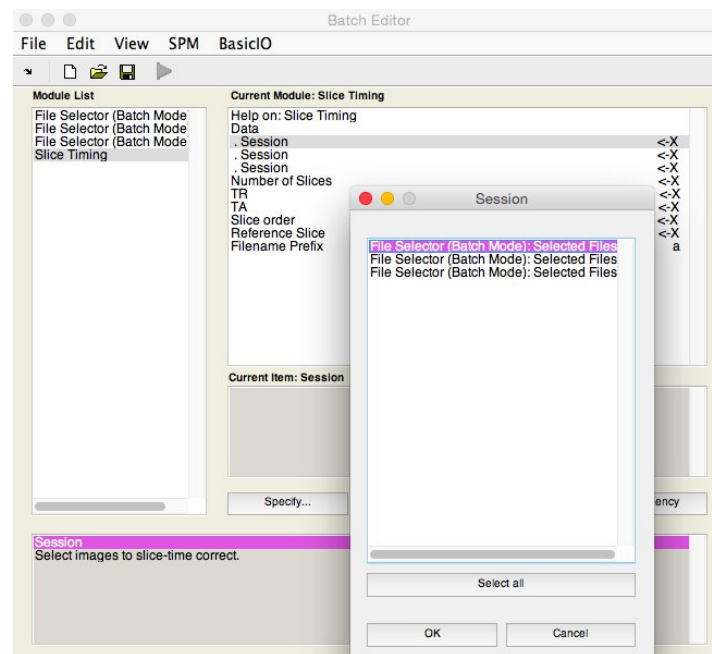 Batch Editor
File Edit View SPM BasicIO
Module List
File Selector (Batch Mode
File Selector (Batch Mode
File Selector (Batch Mode
Slice Timing
Current Module: Slice Timing
Help on: Slice Timing
Data
. Session <-X
. Session <-X
. Session <-X
Number of Slices <-X
TR <-X
TA <-X
Slice order <-X
Reference Slice <-X
Filename Prefix a
Session
File Selector (Batch Mode): Selected Files
File Selector (Batch Mode): Selected Files
File Selector (Batch Mode): Selected Files
Current Item: Session
Specify...
ency
Session
Select images to slice-time correct.
Select all
OK Cancel